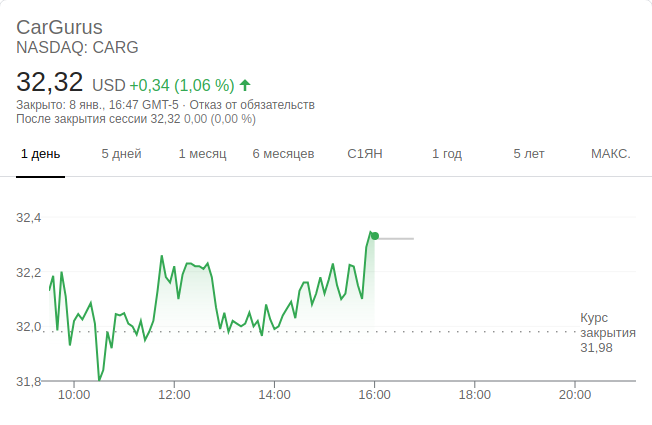 CarGurus
NASDAQ: CARG
32,32 USD +0,34 (1,06 %)
Закрыто: 8 янв., 16:47 GMT-5 · Отказ от обязательств
После закрытия сессии 32,32 0,00 (0,00 %)
1 день 5 дней 1 месяц 6 месяцев С1ЯН 1 год 5 лет МАКС.
32,4
32,2
32,0
31,8
Курс
закрытия
31,98
10:00 12:00 14:00 16:00 18:00 20:00